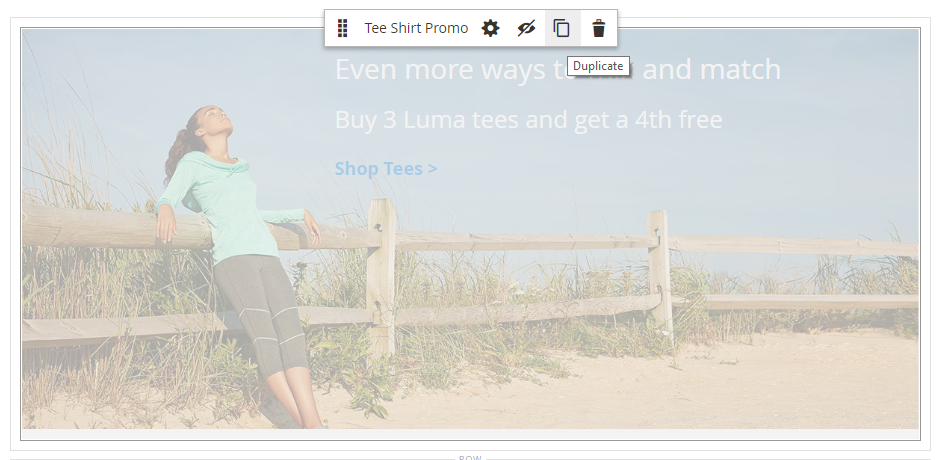 Tee Shirt Promo
Even more ways t and match
Duplicate
Buy 3 Luma tees and get a 4th free
Shop Tees >
ROW